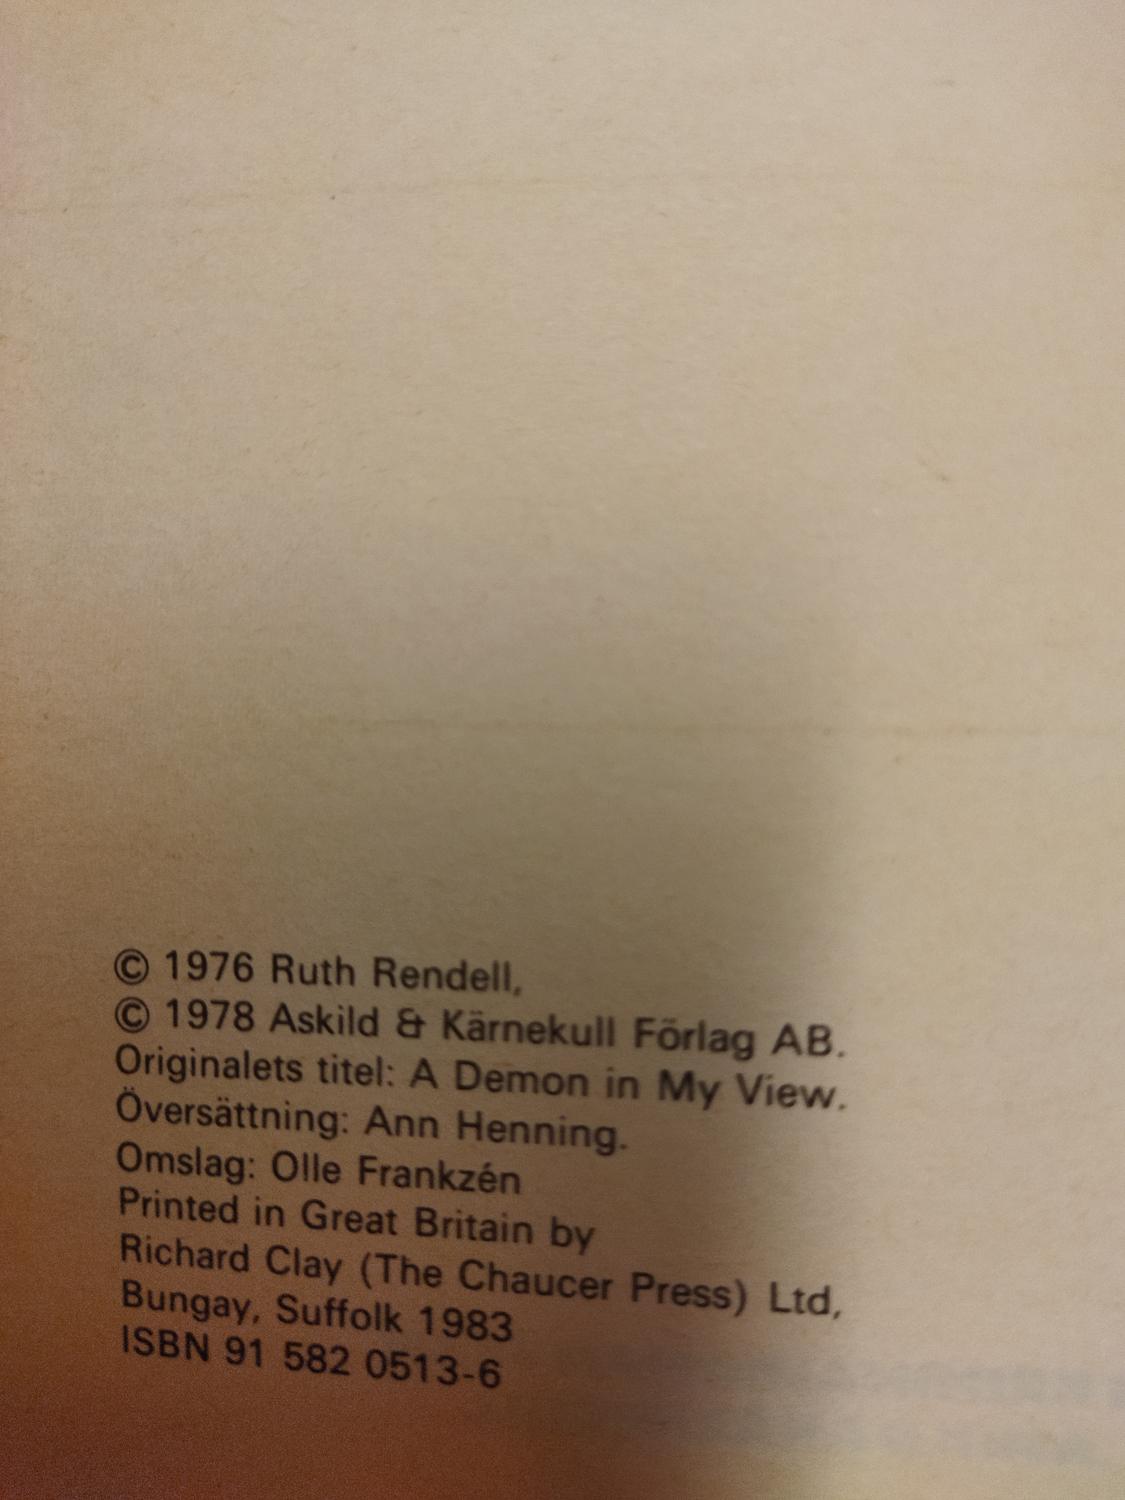 © 1976 Ruth Rendell,
© 1978 Askild & Kärnekull Förlag AB.
Originalets titel: A Demon in My View.
Översättning: Ann Henning.
Omslag: Olle Frankzén
Printed in Great Britain by
Richard Clay (The Chaucer Press) Ltd,
Bungay, Suffolk 1983
ISBN 91 582 0513-6